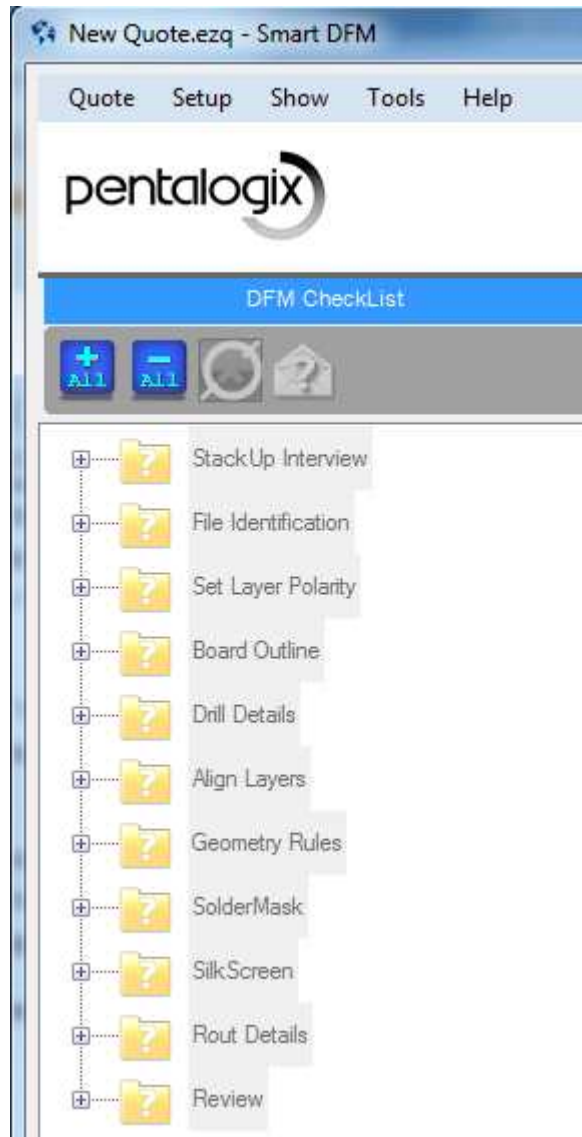 New Quote.ezq - Smart DFM
Quote Setup Show Tools Help
pentalogix
DFM CheckList
+ All - All ?
? StackUp Interview
? File Identification
? Set Layer Polarity
? Board Outline
? Drill Details
? Align Layers
? Geometry Rules
? SolderMask
? SilkScreen
? Rout Details
? Review